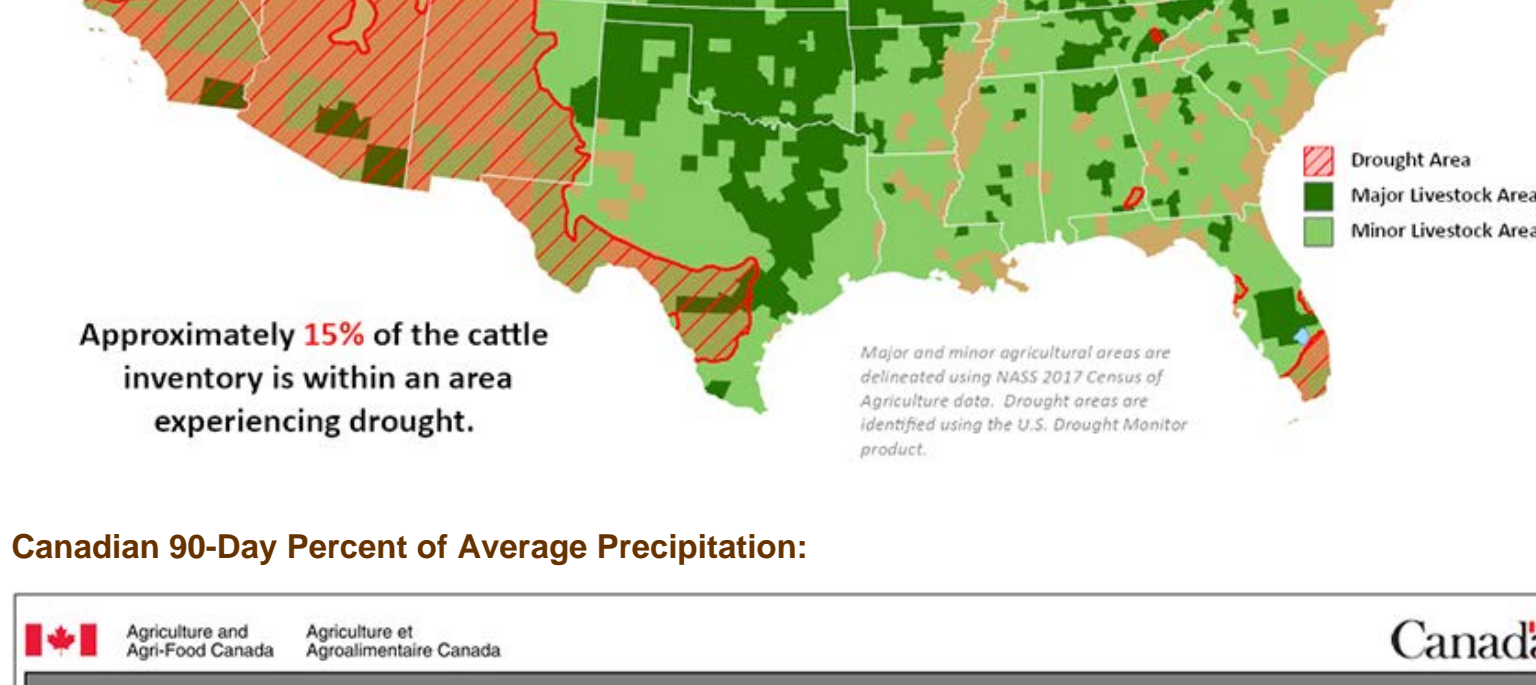 Drought Area
Major Livestock Area
Minor Livestock Area
Approximately 15% of the cattle
inventory is within an area
experiencing drought.
Major and minor agricultural areas are
delineated using NASS 2017 Census of
Agriculture data. Drought areas are
identified using the U.S. Drought Monitor
product.
Canadian 90-Day Percent of Average Precipitation:
Agriculture and
Agri-Food Canada
Agriculture et
Agroalimentaire Canada
Canada